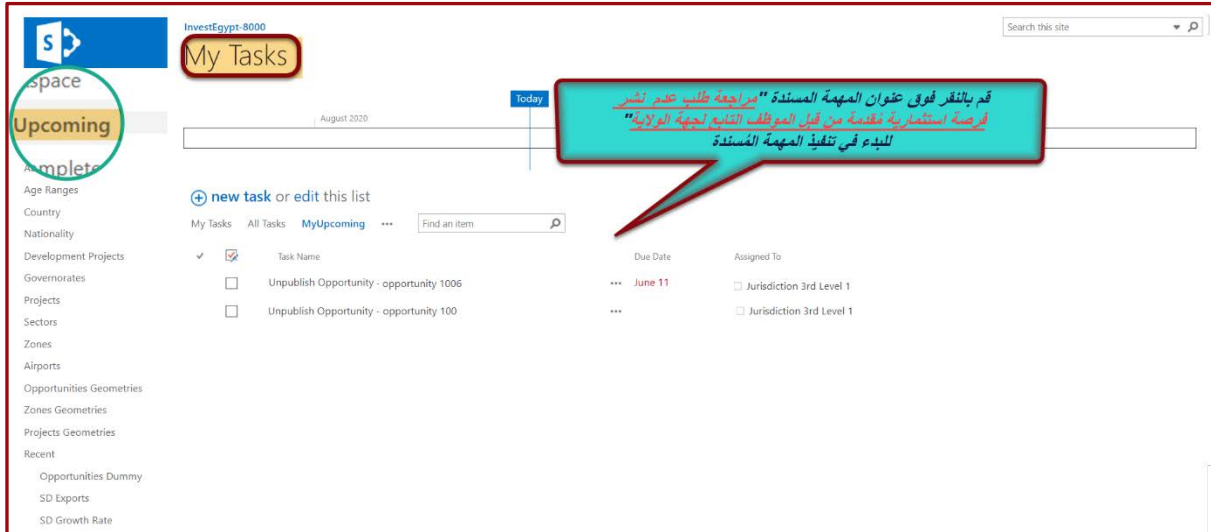 InvestEgypt-8000
My Tasks
Search this site
space
Upcoming
mplete
Today
August 2020
قم بالنقر فوق عنوان المهمة المسندة "مراجعة طلب عدم نشر
فرصة استثمارية مُقدمة من قبل الموظف التابع لجهة الولاية"
للبدء في تنفيذ المهمة المُسندة
Age Ranges
Country
Nationality
Development Projects
Governorates
Projects
Sectors
Zones
Airports
Opportunities Geometries
Zones Geometries
Projects Geometries
Recent
Opportunities Dummy
SD Exports
SD Growth Rate
new task or edit this list
My Tasks All Tasks MyUpcoming ••• Find an item
Task Name Due Date Assigned To
Unpublish Opportunity - opportunity 1006 ••• June 11 Jurisdiction 3rd Level 1
Unpublish Opportunity - opportunity 100 ••• Jurisdiction 3rd Level 1